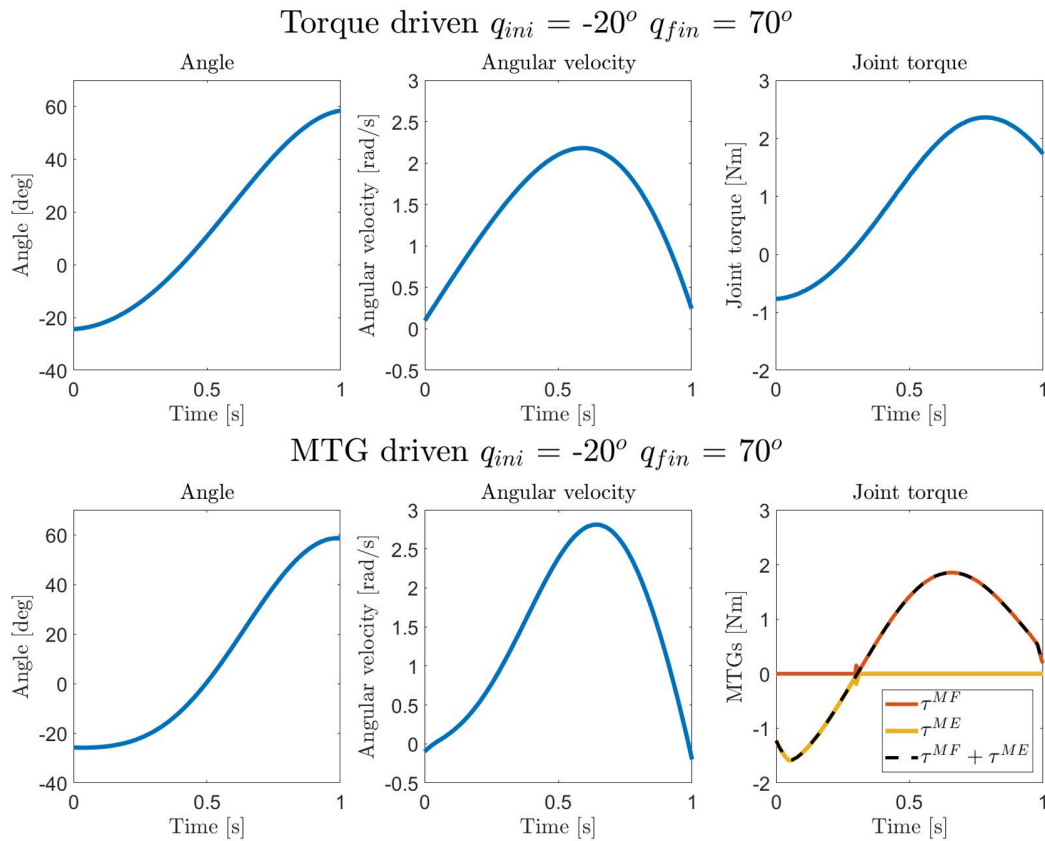 Torque driven q_ini = -20° q_fin = 70°
Angle
Angular velocity
Joint torque
Angle [deg]
60
40
20
0
-20
-40
0
0.5
1
Time [s]
Angular velocity [rad/s]
3
2.5
2
1.5
1
0.5
0
-0.5
0
0.5
1
Time [s]
Joint torque [Nm]
3
2
1
0
-1
-2
0
0.5
1
Time [s]
MTG driven q_ini = -20° q_fin = 70°
Angle
Angular velocity
Joint torque
Angle [deg]
60
40
20
0
-20
-40
0
0.5
1
Time [s]
Angular velocity [rad/s]
3
2.5
2
1.5
1
0.5
0
-0.5
0
0.5
1
Time [s]
MTGs [Nm]
3
2
1
0
-1
-2
0
0.5
1
Time [s]
τ^MF
τ^ME
τ^MF + τ^ME